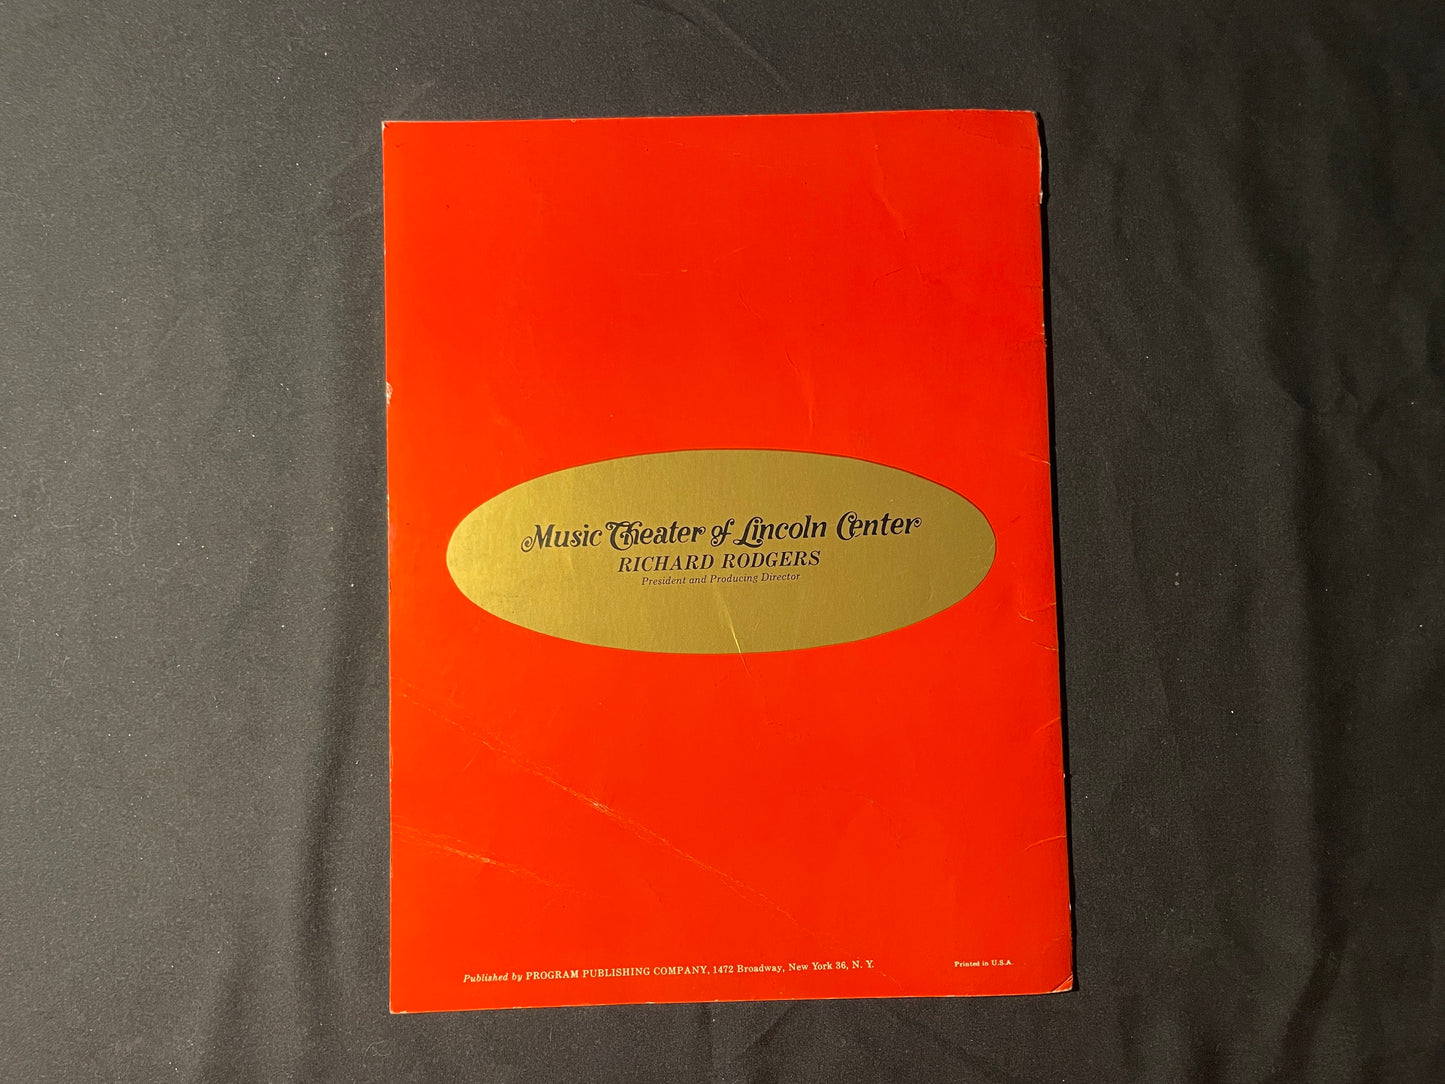 Music Theater of Lincoln Center
RICHARD RODGERS
President and Producing Director
Published by PROGRAM PUBLISHING COMPANY, 1472 Broadway, New York 36, N. Y.
Printed in U.S.A.